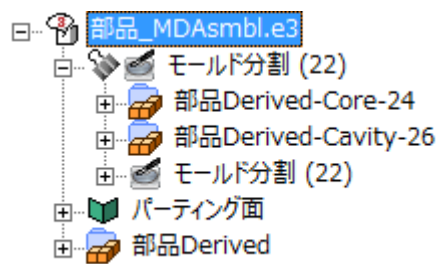 部品_MDAsmbl.e3
モールド分割 (22)
部品Derived-Core-24
部品Derived-Cavity-26
モールド分割 (22)
パーティング面
部品Derived